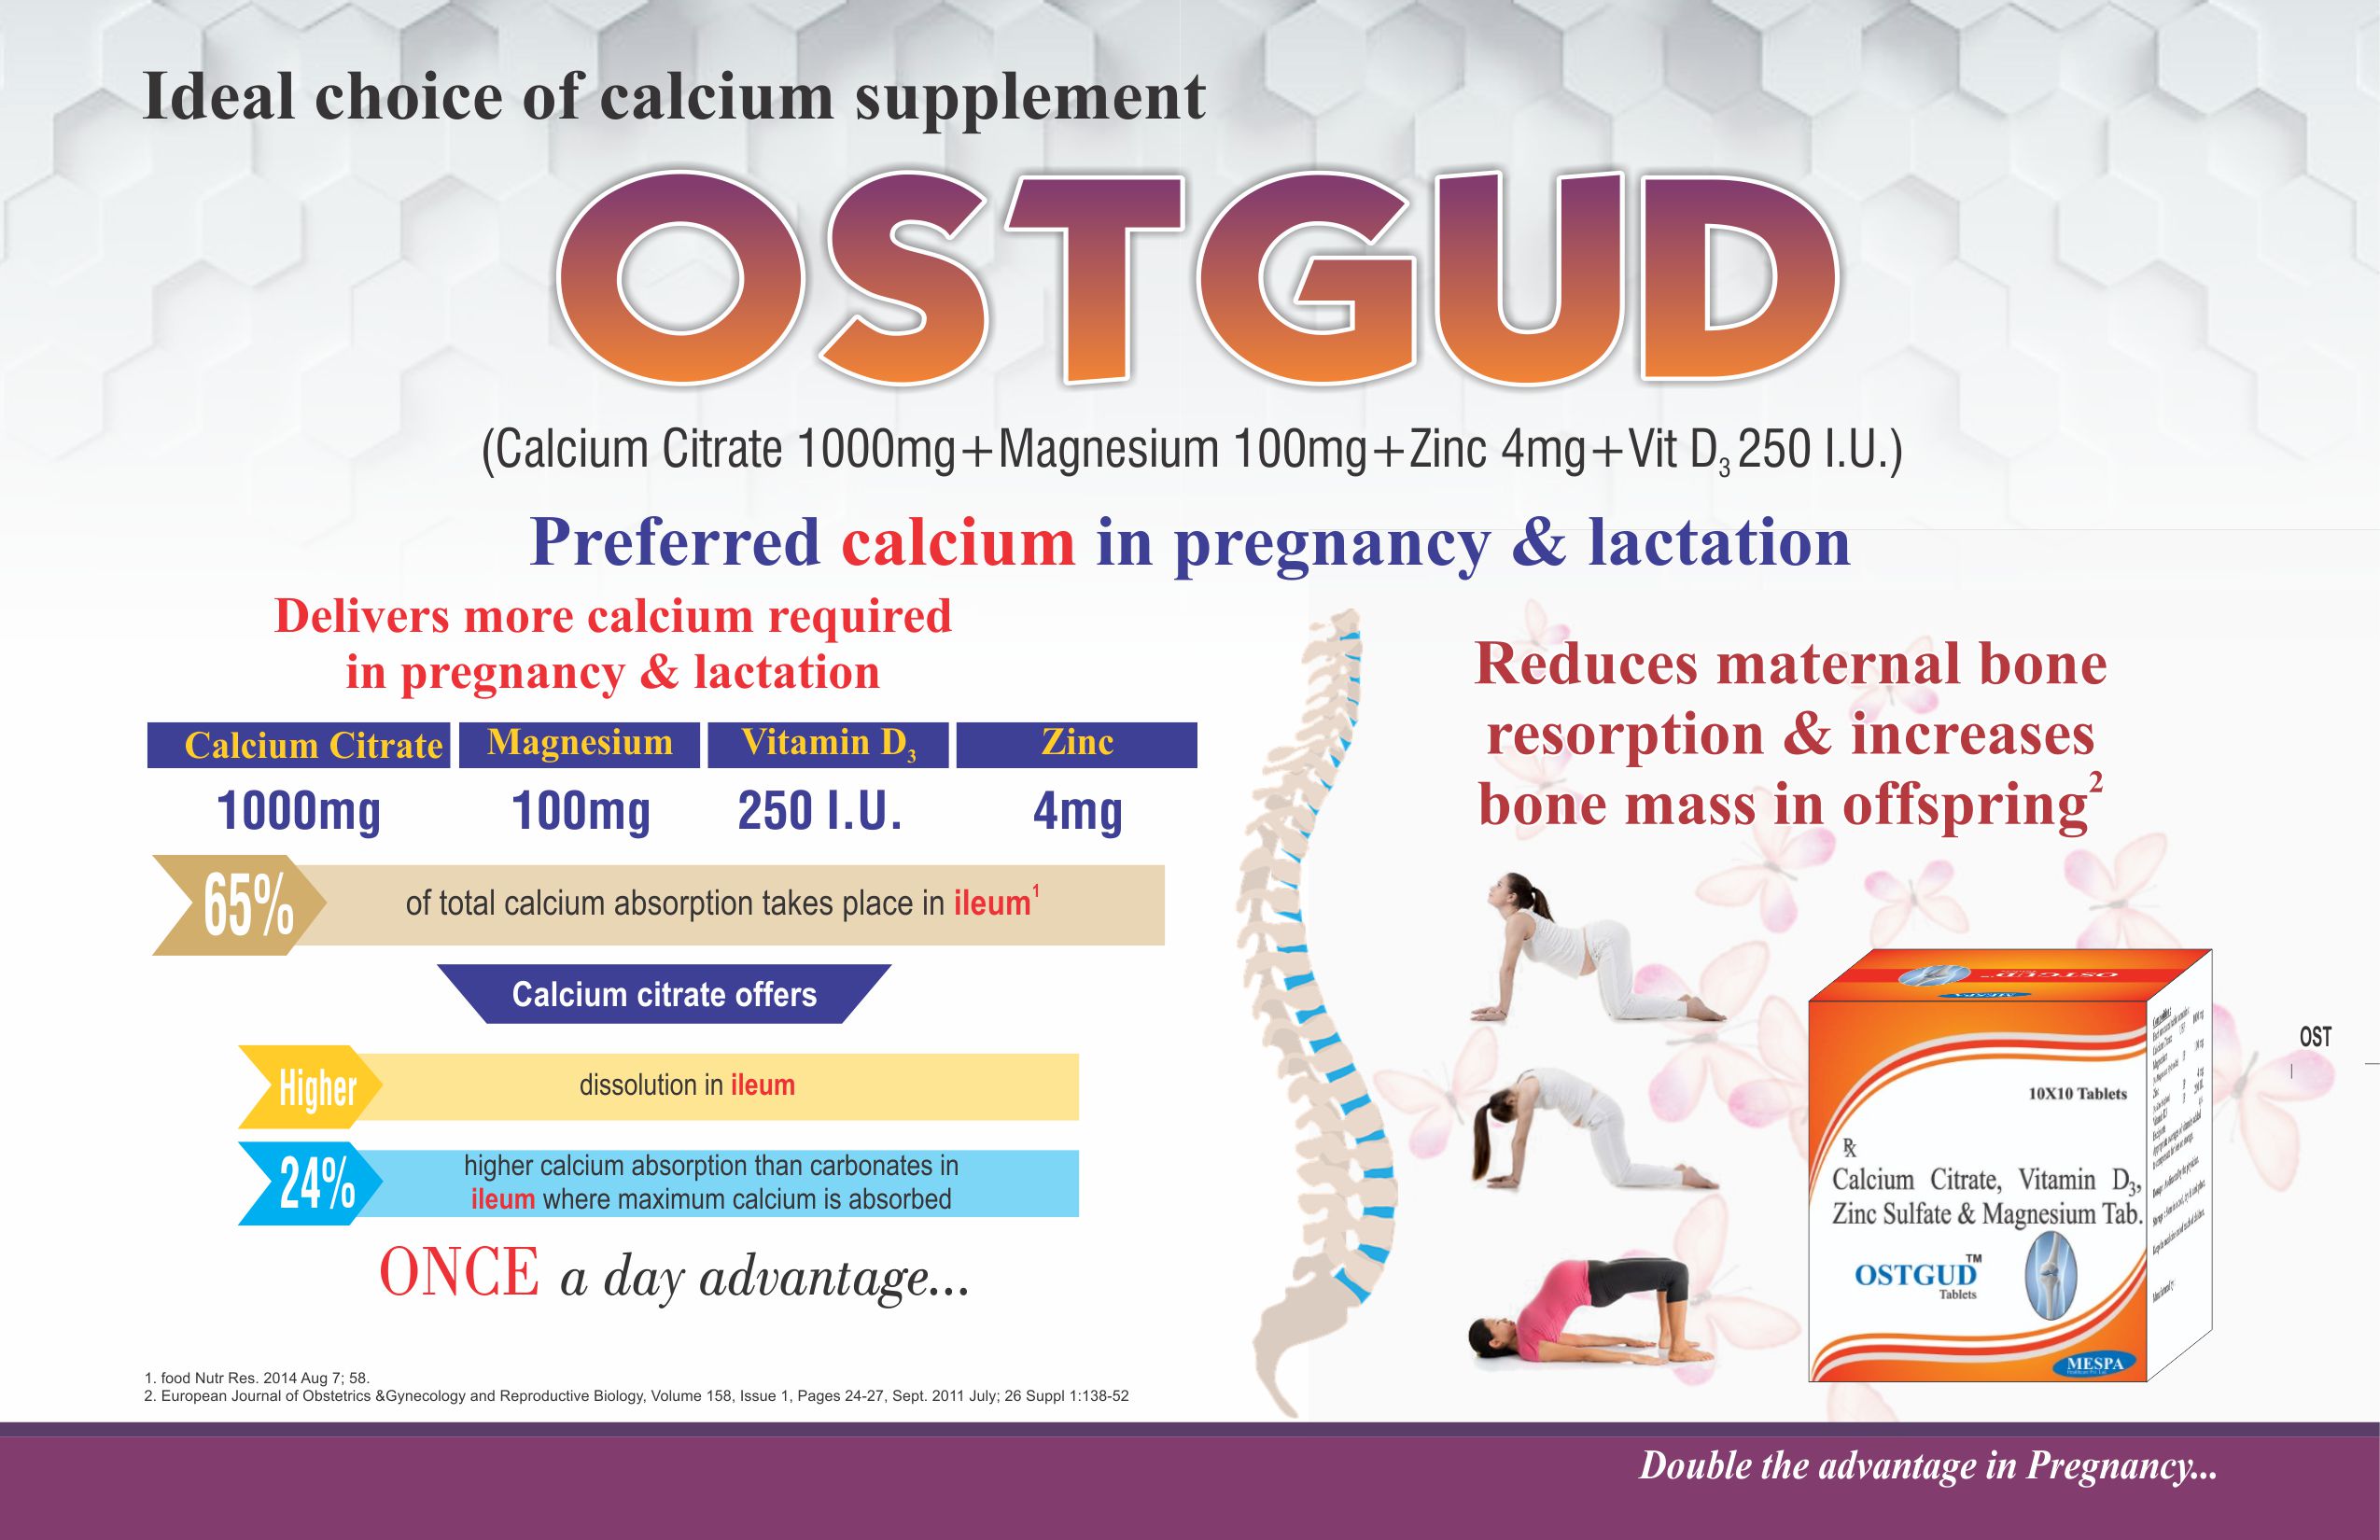 Ideal choice of calcium supplement
OSTGUD
(Calcium Citrate 1000mg+Magnesium 100mg+Zinc 4mg+Vit D₃ 250 I.U.)
Preferred calcium in pregnancy & lactation
Delivers more calcium required
in pregnancy & lactation
Calcium Citrate Magnesium Vitamin D₃ Zinc
1000mg 100mg 250 I.U. 4mg
65% of total calcium absorption takes place in ileum¹
Calcium citrate offers
Higher dissolution in ileum
24% higher calcium absorption than carbonates in
ileum where maximum calcium is absorbed
ONCE a day advantage...
1. food Nutr Res. 2014 Aug 7; 58.
2. European Journal of Obstetrics &Gynecology and Reproductive Biology, Volume 158, Issue 1, Pages 24-27, Sept. 2011 July; 26 Suppl 1:138-52
Reduces maternal bone
resorption & increases
bone mass in offspring²
OSTGUD
MESPA
10X10 Tablets
℞
Calcium Citrate, Vitamin D₃,
Zinc Sulfate & Magnesium Tab.
OSTGUD™
Tablets
MESPA
OST
Double the advantage in Pregnancy...